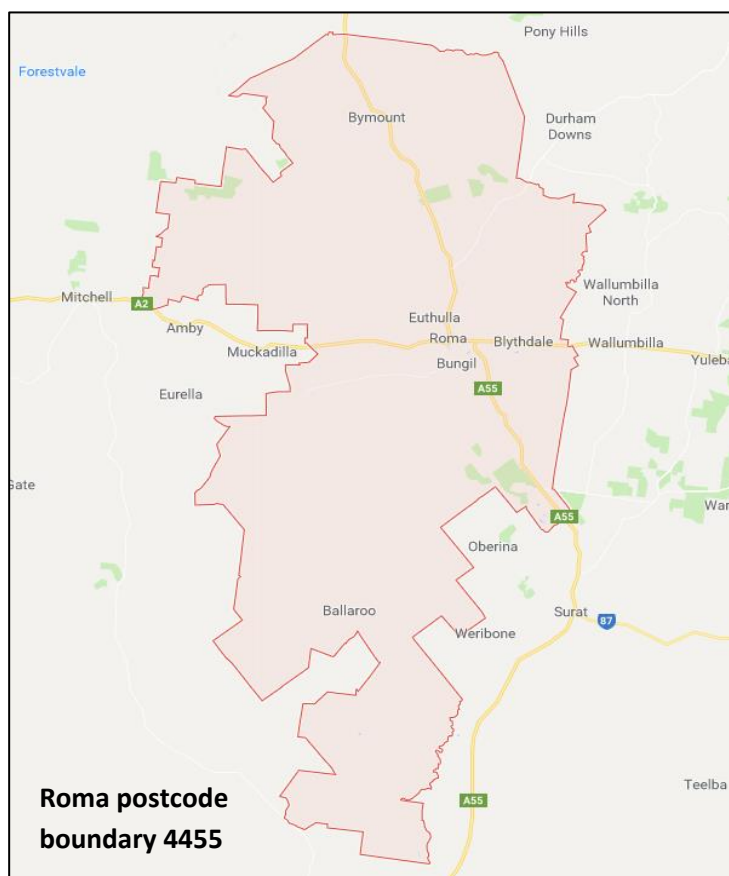 Pony Hills
Forestvale
Bymount
Durham
Downs
Wallumbilla
North
Mitchell
A2
Amby
Euthulla
Roma
Blythdale
Wallumbilla
Muckadilla
Bungil
Yuleba
Eurella
A55
Gate
A55
War
Oberina
Ballaroo
Surat
87
Weribone
Teelba
A55
Roma postcode
boundary 4455